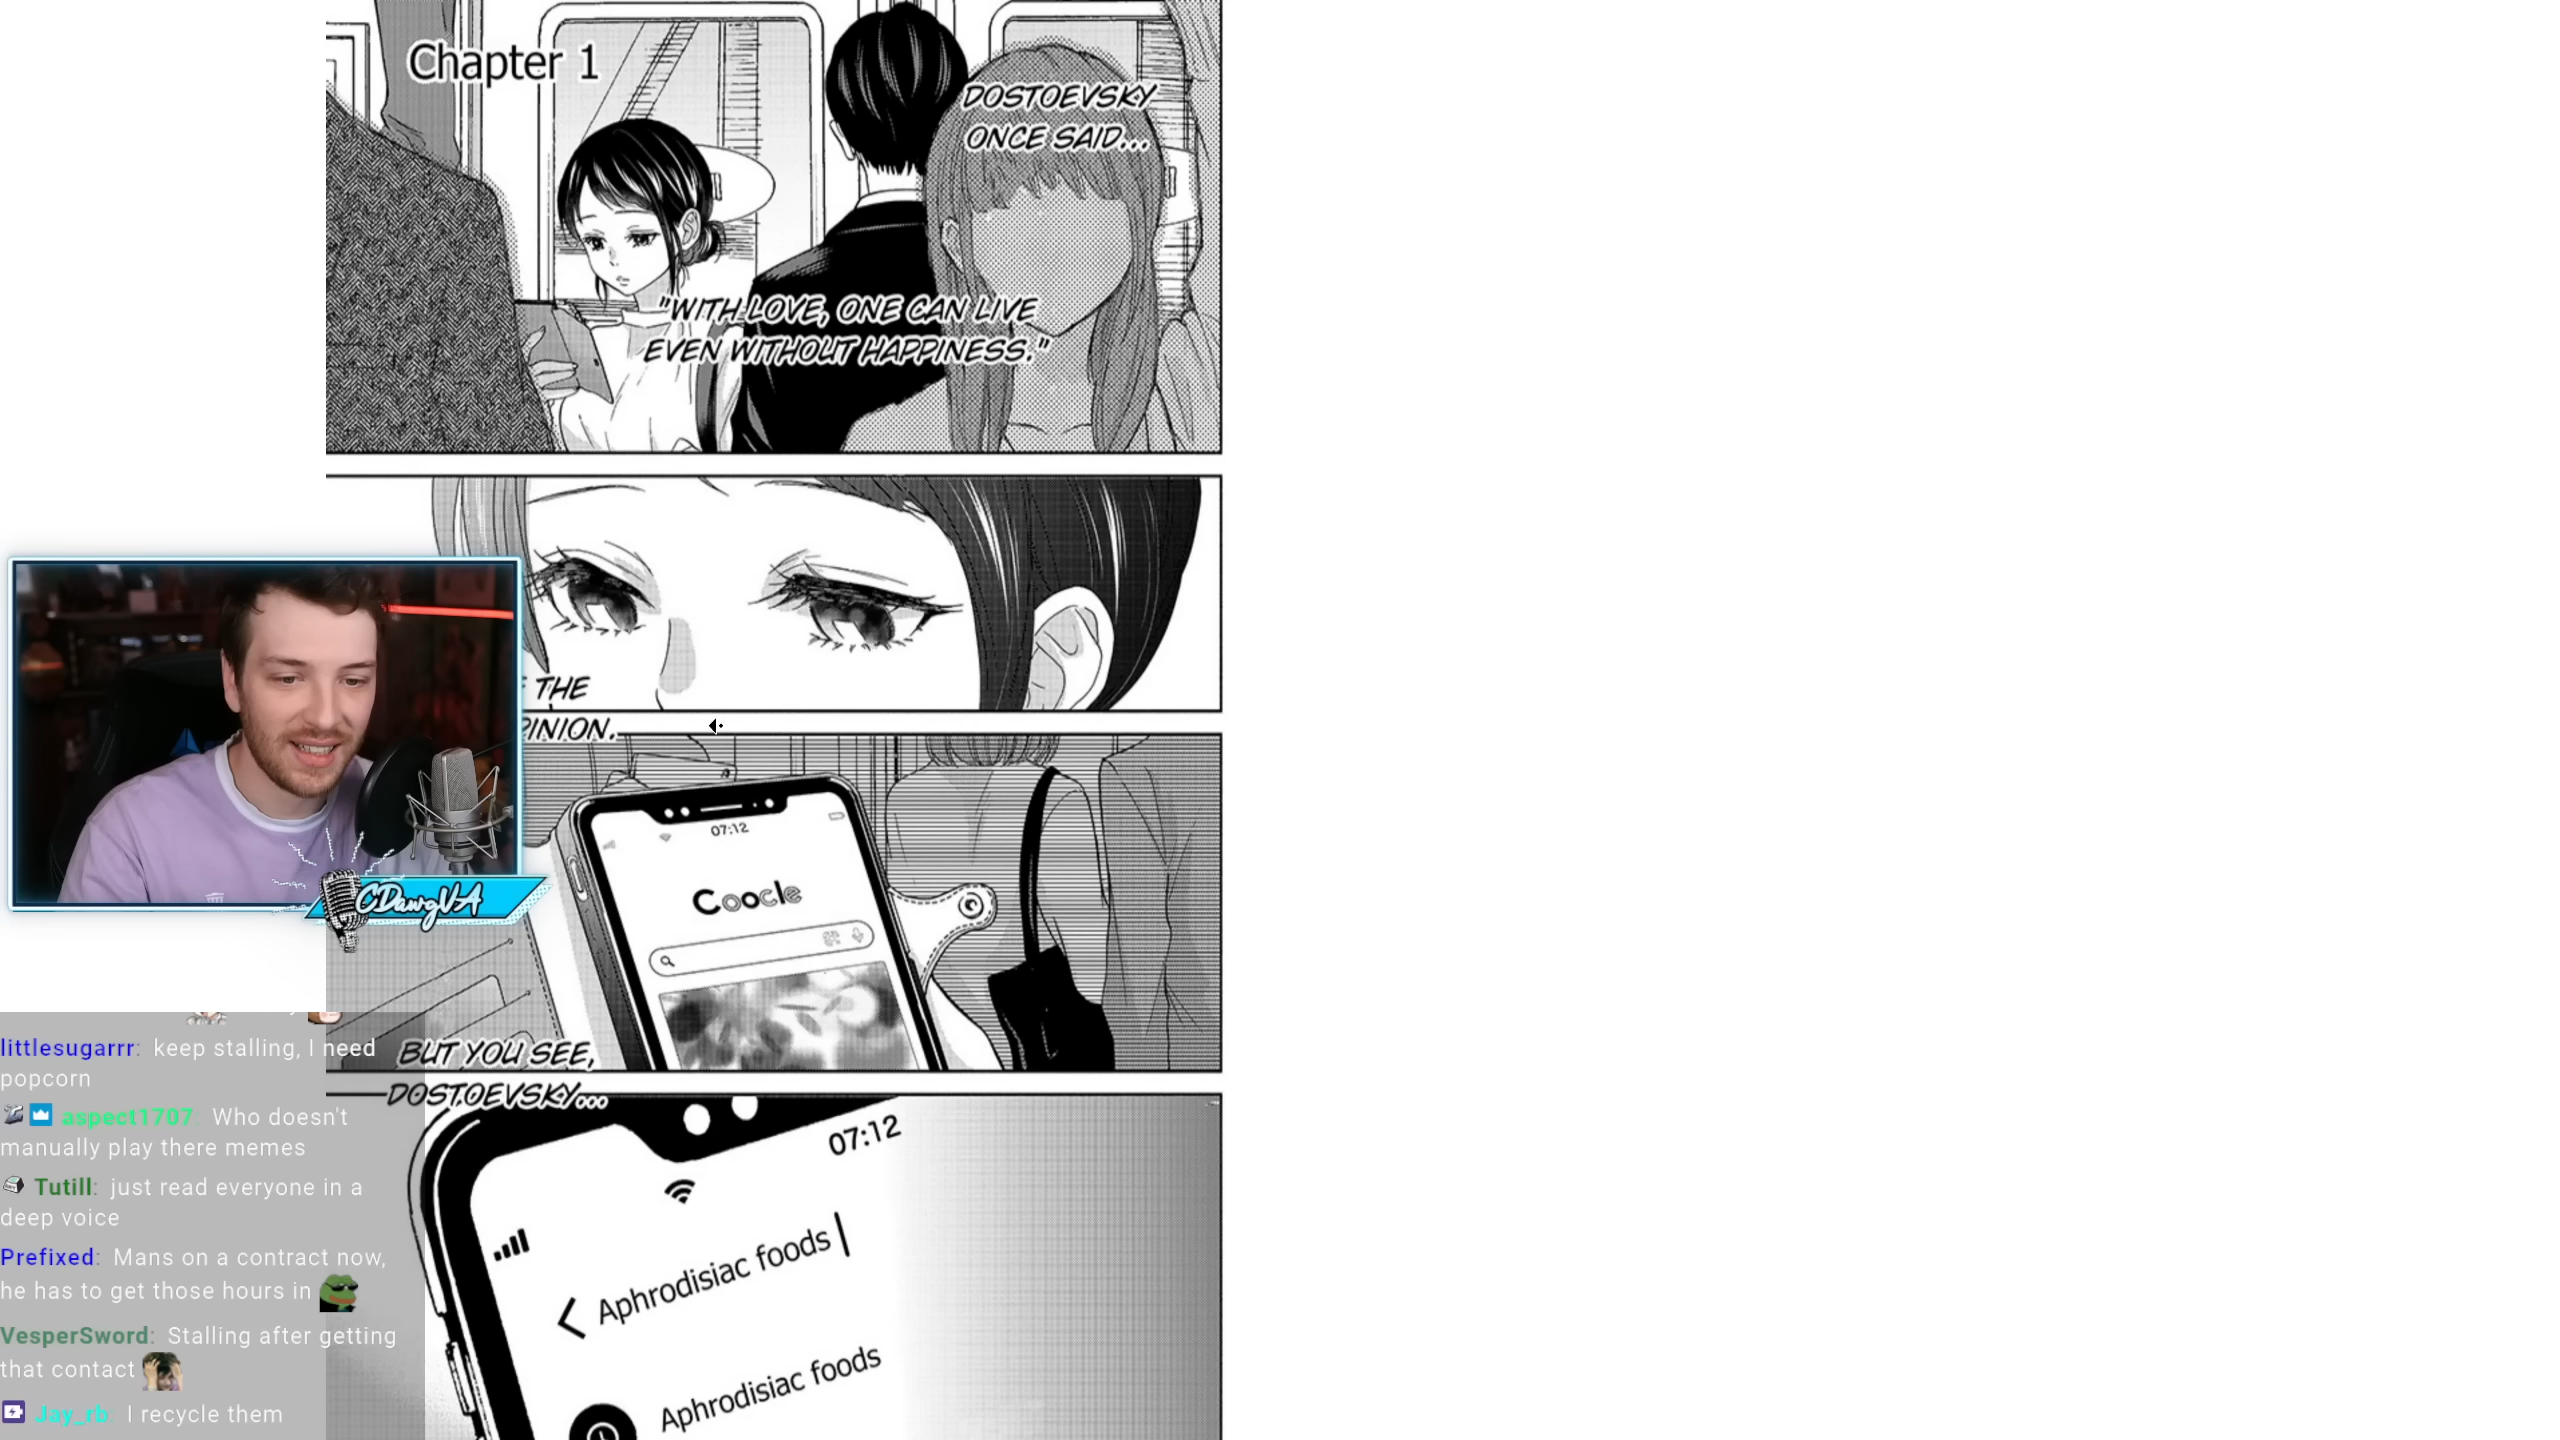 Chapter 1
DOSTOEVSKY
ONCE SAID...
"WITH LOVE, ONE CAN LIVE
EVEN WITHOUT HAPPINESS."
THE
PINION.
07:12
Coocle
BUT YOU SEE,
DOSTOEVSKY...
07:12
Aphrodisiac foods
Aphrodisiac foods
CDawgVA
littlesugarrr: keep stalling, I need
popcorn
aspect1707: Who doesn't
manually play there memes
Tutill: just read everyone in a
deep voice
Prefixed: Mans on a contract now,
he has to get those hours in
VesperSword: Stalling after getting
that contact
Jay_rb: I recycle them